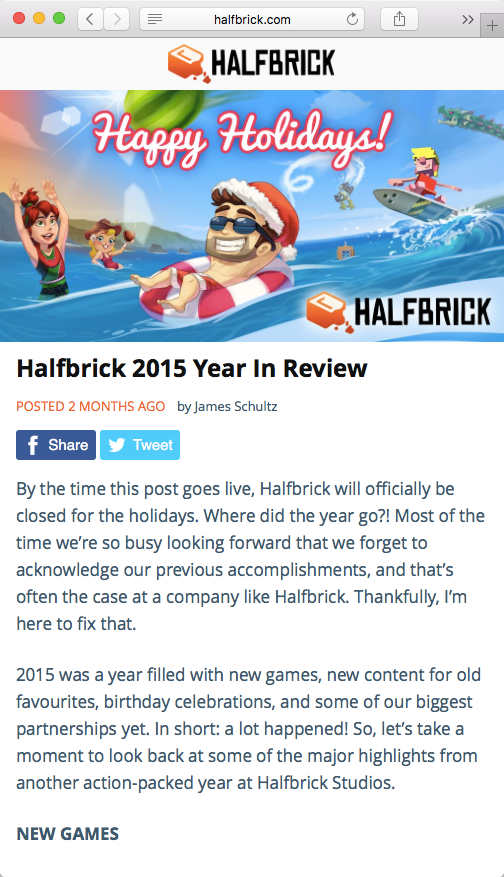 halfbrick.com
HALFBRICK
Happy Holidays!
HALFBRICK
Halfbrick 2015 Year In Review
POSTED 2 MONTHS AGO by James Schultz
Share Tweet
By the time this post goes live, Halfbrick will officially be
closed for the holidays. Where did the year go?! Most of the
time we’re so busy looking forward that we forget to
acknowledge our previous accomplishments, and that’s
often the case at a company like Halfbrick. Thankfully, I’m
here to fix that.
2015 was a year filled with new games, new content for old
favourites, birthday celebrations, and some of our biggest
partnerships yet. In short: a lot happened! So, let’s take a
moment to look back at some of the major highlights from
another action-packed year at Halfbrick Studios.
NEW GAMES